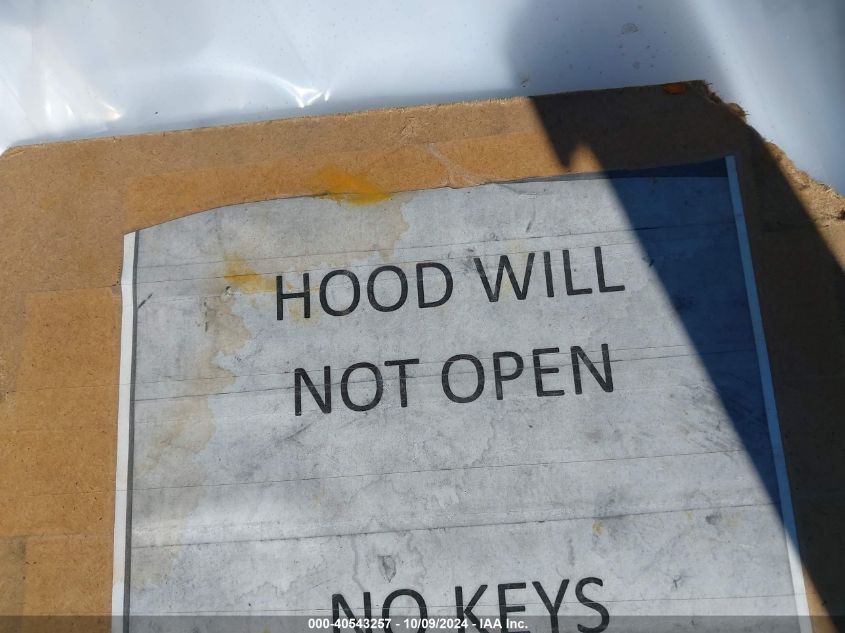 HOOD WILL
NOT OPEN
NO KEYS
000-40543257 - 10/09/2024 - IAA Inc.